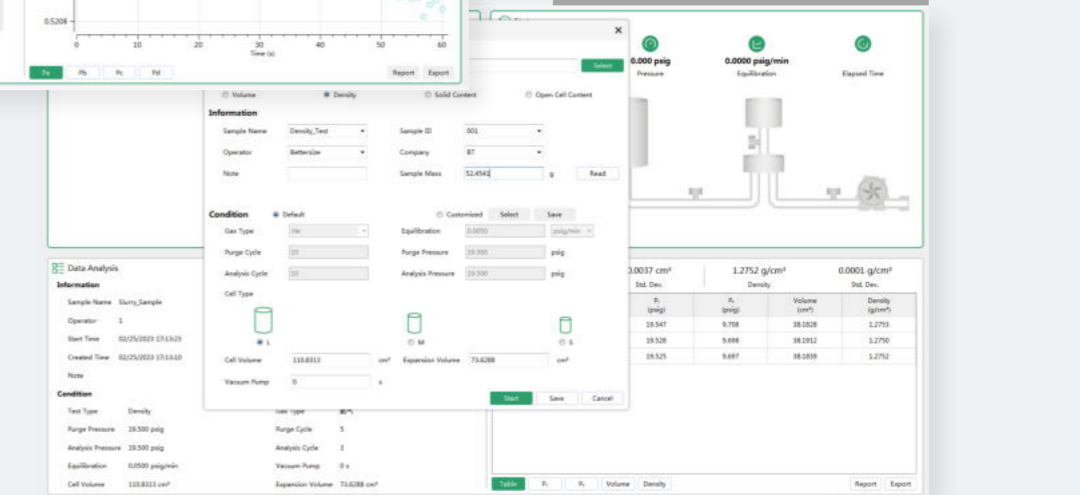 0.5208
0 10 20 30 40 50 60
Time (s)
Pa Pb Pc Pd Report Export
Select
Volume Density Solid Content Open Cell Content
Information
Sample Name Density_Test Sample ID 001
Operator Bettersize Company BT
Note Sample Mass 52.4541 g Read
Condition Default Customized Select Save
Gas Type He Equilibration 0.0050 psig/min
Purge Cycle 10 Purge Pressure 19.500 psig
Analysis Cycle 10 Analysis Pressure 19.500 psig
Cell Type
L M S
Cell Volume 110.8313 cm³ Expansion Volume 73.6288 cm³
Vacuum Pump 0 s
Start Save Cancel
0.000 psig 0.0000 psig/min
Pressure Equilibration Elapsed Time
Data Analysis
Information
Sample Name Slurry_Sample
Operator 1
Start Time 02/25/2023 17:13:23
Created Time 02/25/2023 17:13:10
Note
Condition
Test Type Density Gas Type
Purge Pressure 19.500 psig Purge Cycle 5
Analysis Pressure 19.500 psig Analysis Cycle 3
Equilibration 0.0500 psig/min Vacuum Pump 0 s
Cell Volume 110.8313 cm³ Expansion Volume 73.6288 cm³
0.0037 cm³ 1.2752 g/cm³ 0.0001 g/cm³
Std. Dev. Density Std. Dev.
Volume Density
(psig) (psig) (cm³) (g/cm³)
19.547 9.708 38.1828 1.2753
19.528 9.698 38.1912 1.2750
19.525 9.697 38.1839 1.2752
Table Volume Density Report Export